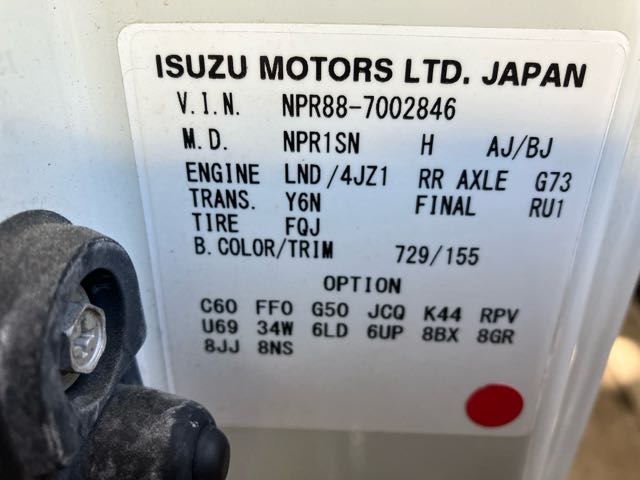 ISUZU MOTORS LTD. JAPAN
V.I.N. NPR88-7002846
M.D. NPR1SN H AJ/BJ
ENGINE LND/4JZ1 RR AXLE G73
TRANS. Y6N FINAL RU1
TIRE FQJ
B.COLOR/TRIM 729/155
OPTION
C60 FF0 G50 JCQ K44 RPV
U69 34W 6LD 6UP 8BX 8GR
8JJ 8NS